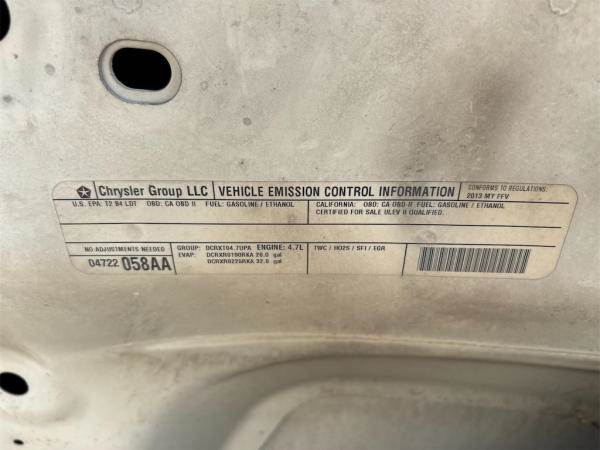 Chrysler Group LLC VEHICLE EMISSION CONTROL INFORMATION CONFORMS TO REGULATIONS:
2013 MY FFV
U.S. EPA: T2 B4 LDT OBD: CA OBD II FUEL: GASOLINE / ETHANOL
CALIFORNIA: OBD: CA OBD II FUEL: GASOLINE / ETHANOL
CERTIFIED FOR SALE ULEV II QUALIFIED.
NO ADJUSTMENTS NEEDED
04722 058AA
GROUP: DCRXT04.7UPA ENGINE: 4.7L
EVAP: DCRXR0190RKA 26.0 gal
DCRXR0225RKA 32.0 gal
TWC / HO2S / SFI / EGR